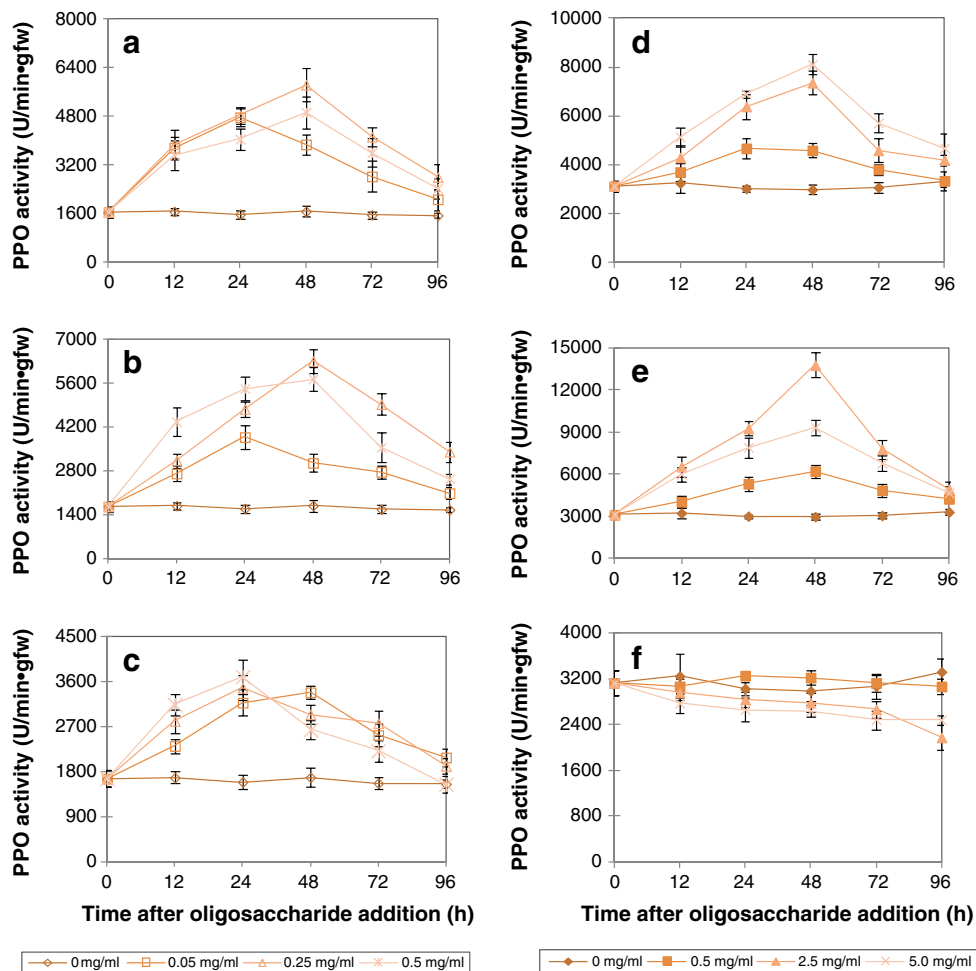 a
PPO activity (U/min•gfw)
8000
6400
4800
3200
1600
0
0 12 24 48 72 96
d
PPO activity (U/min•gfw)
10000
8000
6000
4000
2000
0
0 12 24 48 72 96
b
PPO activity (U/min•gfw)
7000
5600
4200
2800
1400
0
0 12 24 48 72 96
e
PPO activity (U/min•gfw)
15000
12000
9000
6000
3000
0
0 12 24 48 72 96
c
PPO activity (U/min•gfw)
4500
3600
2700
1800
900
0
0 12 24 48 72 96
Time after oligosaccharide addition (h)
0 mg/ml 0.05 mg/ml 0.25 mg/ml 0.5 mg/ml
f
PPO activity (U/min•gfw)
4000
3200
2400
1600
800
0
0 12 24 48 72 96
Time after oligosaccharide addition (h)
0 mg/ml 0.5 mg/ml 2.5 mg/ml 5.0 mg/ml